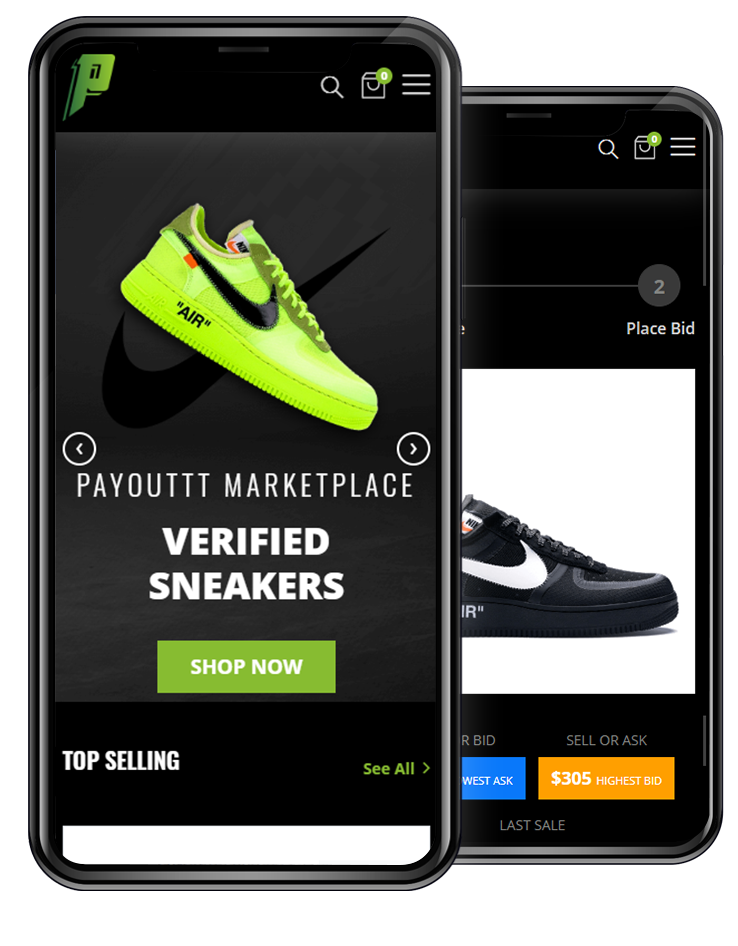 0
NIKE
"AIR"
PAYOUTTT MARKETPLACE
VERIFIED
SNEAKERS
SHOP NOW
TOP SELLING
See All
0
2
Place Bid
R BID
SELL OR ASK
WEST ASK
$305 HIGHEST BID
LAST SALE